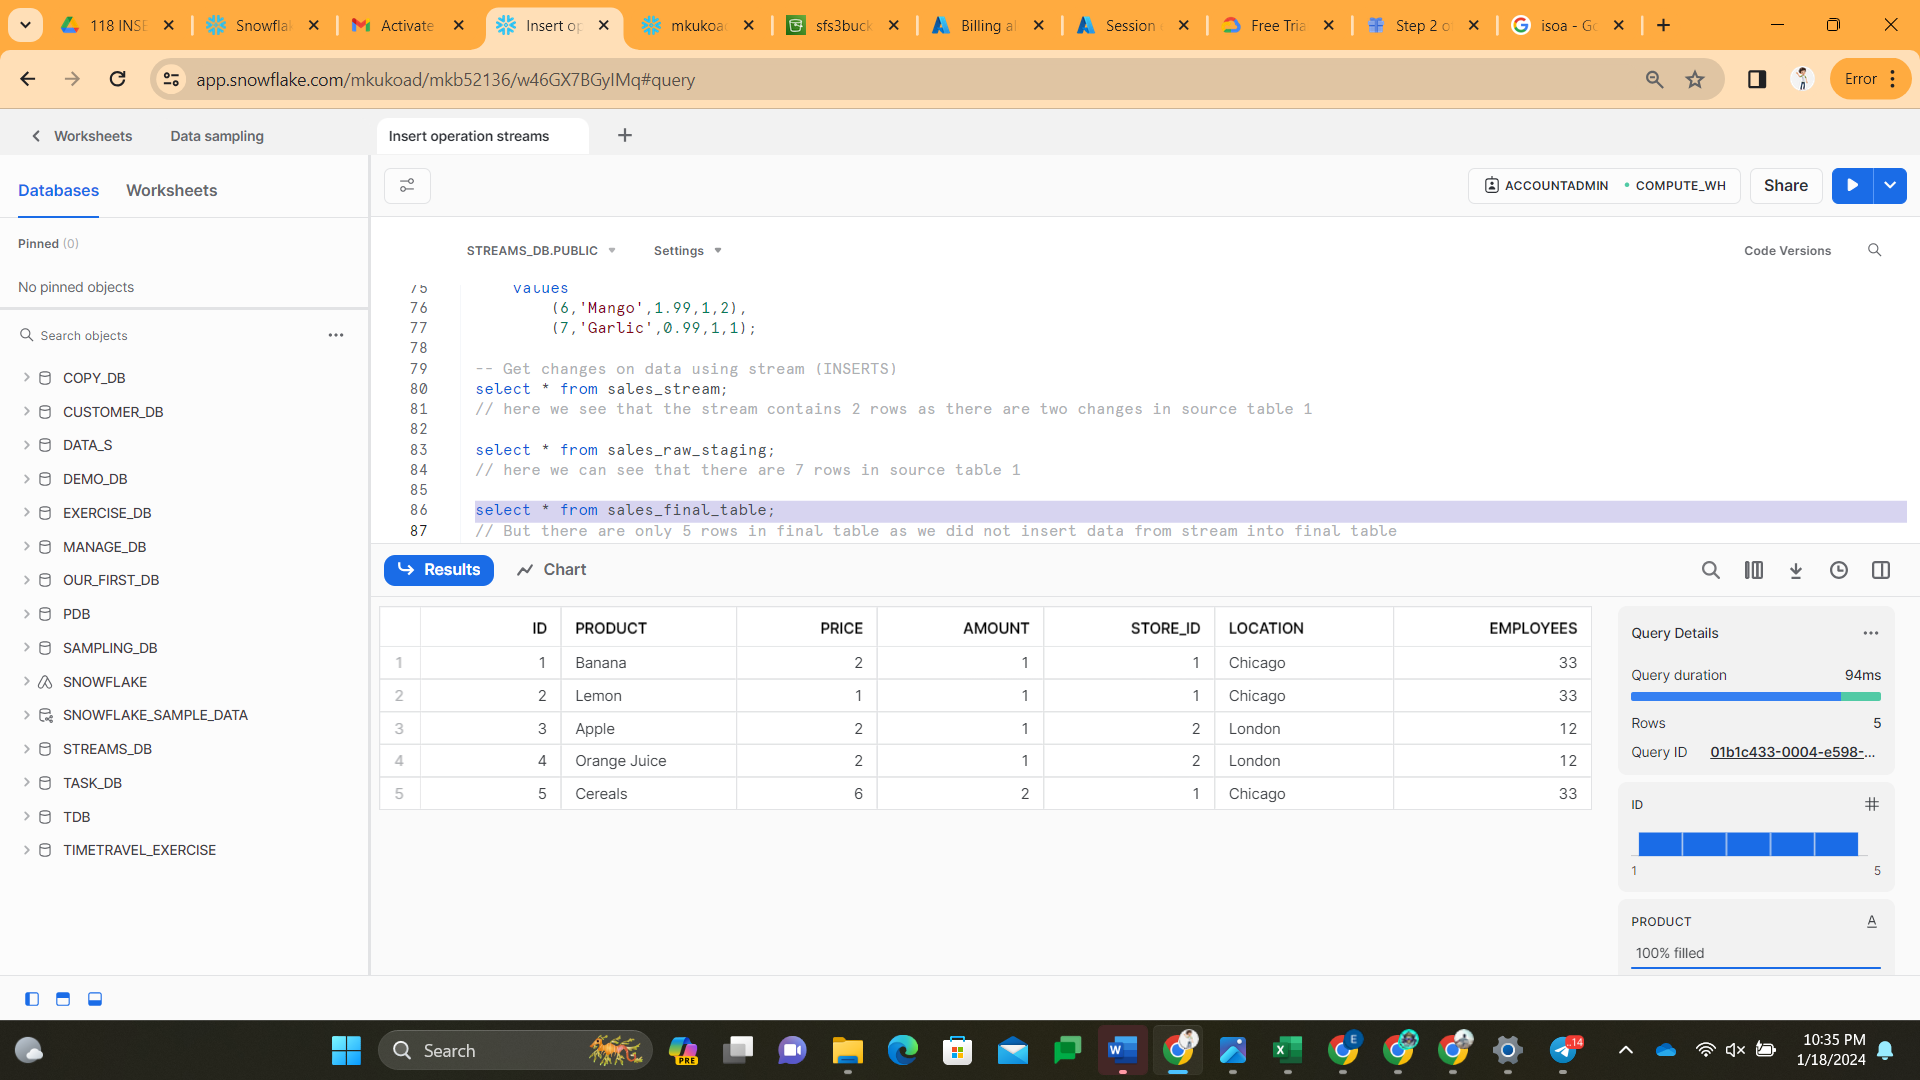 118 INSE
Snowfla
Activate
Insert op
mkukoad
sfs3buck
Billing al
Session
Free Tria
Step 2 o
isoa - Go
app.snowflake.com/mkukoad/mkb52136/w46GX7BGyIMq#query
Error
Worksheets
Data sampling
Insert operation streams
Databases
Worksheets
ACCOUNTADMIN
COMPUTE_WH
Share
Pinned (0)
No pinned objects
Search objects
COPY_DB
CUSTOMER_DB
DATA_S
DEMO_DB
EXERCISE_DB
MANAGE_DB
OUR_FIRST_DB
PDB
SAMPLING_DB
SNOWFLAKE
SNOWFLAKE_SAMPLE_DATA
STREAMS_DB
TASK_DB
TDB
TIMETRAVEL_EXERCISE
STREAMS_DB.PUBLIC
Settings
Code Versions
75 values
76 (6,'Mango',1.99,1,2),
77 (7,'Garlic',0.99,1,1);
78
79 -- Get changes on data using stream (INSERTS)
80 select * from sales_stream;
81 // here we see that the stream contains 2 rows as there are two changes in source table 1
82
83 select * from sales_raw_staging;
84 // here we can see that there are 7 rows in source table 1
85
86 select * from sales_final_table;
87 // But there are only 5 rows in final table as we did not insert data from stream into final table
Results
Chart
ID PRODUCT PRICE AMOUNT STORE_ID LOCATION EMPLOYEES
1 1 Banana 2 1 1 Chicago 33
2 2 Lemon 1 1 1 Chicago 33
3 3 Apple 2 1 2 London 12
4 4 Orange Juice 2 1 2 London 12
5 5 Cereals 6 2 1 Chicago 33
Query Details
Query duration 94ms
Rows 5
Query ID 01b1c433-0004-e598-...
ID
1 5
PRODUCT A
100% filled
Search
PRE
W
X
E
14
10:35 PM
1/18/2024